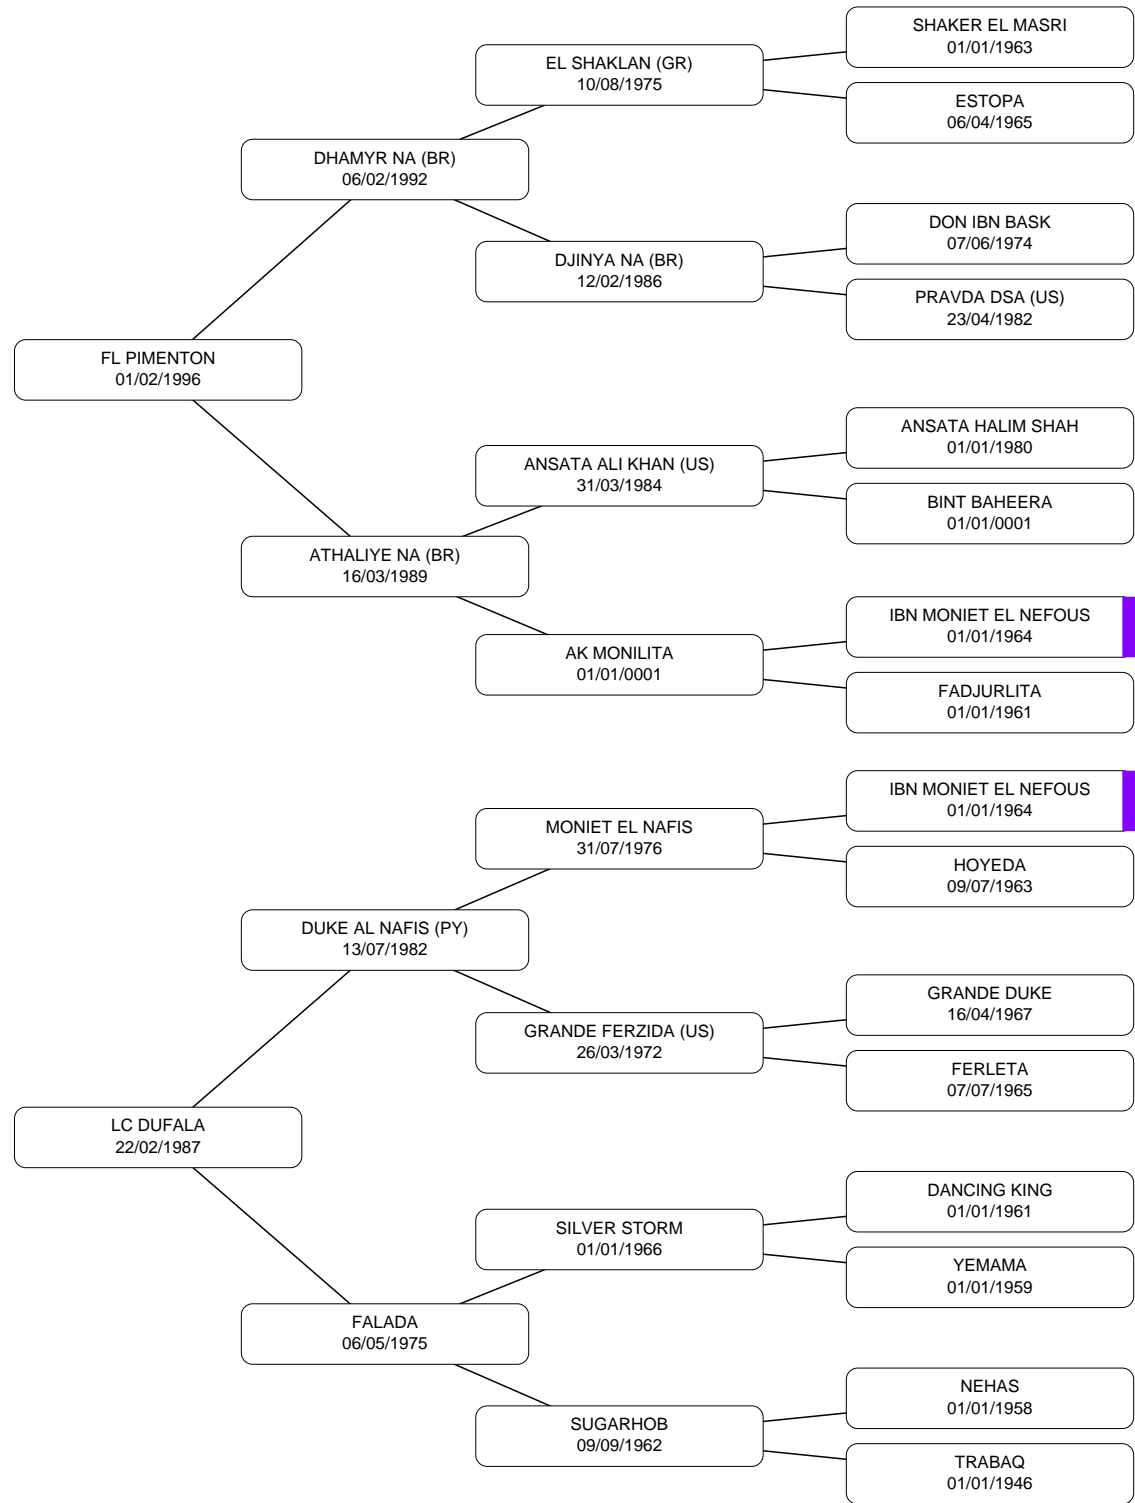 SHAKER EL MASRI
01/01/1963
EL SHAKLAN (GR)
10/08/1975
ESTOPA
06/04/1965
DHAMYR NA (BR)
06/02/1992
DON IBN BASK
07/06/1974
DJINYA NA (BR)
12/02/1986
PRAVDA DSA (US)
23/04/1982
FL PIMENTON
01/02/1996
ANSATA HALIM SHAH
01/01/1980
ANSATA ALI KHAN (US)
31/03/1984
BINT BAHEERA
01/01/0001
ATHALIYE NA (BR)
16/03/1989
IBN MONIET EL NEFOUS
01/01/1964
AK MONILITA
01/01/0001
FADJURLITA
01/01/1961
IBN MONIET EL NEFOUS
01/01/1964
MONIET EL NAFIS
31/07/1976
HOYEDA
09/07/1963
DUKE AL NAFIS (PY)
13/07/1982
GRANDE DUKE
16/04/1967
GRANDE FERZIDA (US)
26/03/1972
FERLETA
07/07/1965
LC DUFALA
22/02/1987
DANCING KING
01/01/1961
SILVER STORM
01/01/1966
YEMAMA
01/01/1959
FALADA
06/05/1975
NEHAS
01/01/1958
SUGARHOB
09/09/1962
TRABAQ
01/01/1946